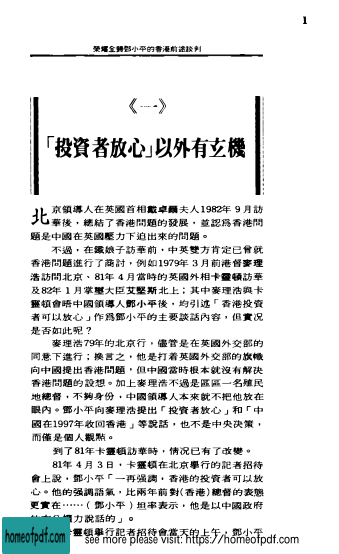 1
榮耀全歸鄧小平的香港前途談判
《一》
「投資者放心」以外有玄機
北京領導人在英國首相戴卓爾夫人1982年9月訪
華後,總結了香港問題的發展,並認爲香港問
題是中國在英國壓力下迫出來的問題。
不過,在鐵娘子訪華前,中英雙方肯定已曾就
香港問題進行了商討,例如1979年3月前港督麥理
浩訪問北京、81年4月當時的英國外相卡靈頓訪華
及82年1月掌璽大臣艾堅斯北上;其中麥理浩與卡
靈頓會晤中國領導人鄧小平後,均引述「香港投資
者可以放心」作爲鄧小平的主要談話內容,但實况
是否如此呢?
麥理浩79年的北京行,儘管是在英國外交部的
同意下進行;換言之,他是打着英國外交部的旗幟
向中國提出香港問題,但中國當時根本就沒有解决
香港問題的設想。加上麥理浩不過是區區一名殖民
地總督,不夠身份,中國領導人本來就不把他放在
眼內。鄧小平向麥理浩提出「投資者放心」和「中
國在1997年收回香港」等說話,也不是中央決策,
而僅是個人觀點。
到了81年卡靈頓訪華時,情况已有了改變。
81年4月3日,卡靈頓在北京舉行的記者招待
會上說,鄧小平「一再強調,香港的投資者可以放
心。他的強調語氣,比兩年前對(香港)總督的表態
更實在……(鄧小平)坦率表示,他是以中國政府
力說話的」。
靈頓舉行記者招待會當天的上午,鄧小平
homeofpdf.com
see more please visit: https://homeofpdf.com